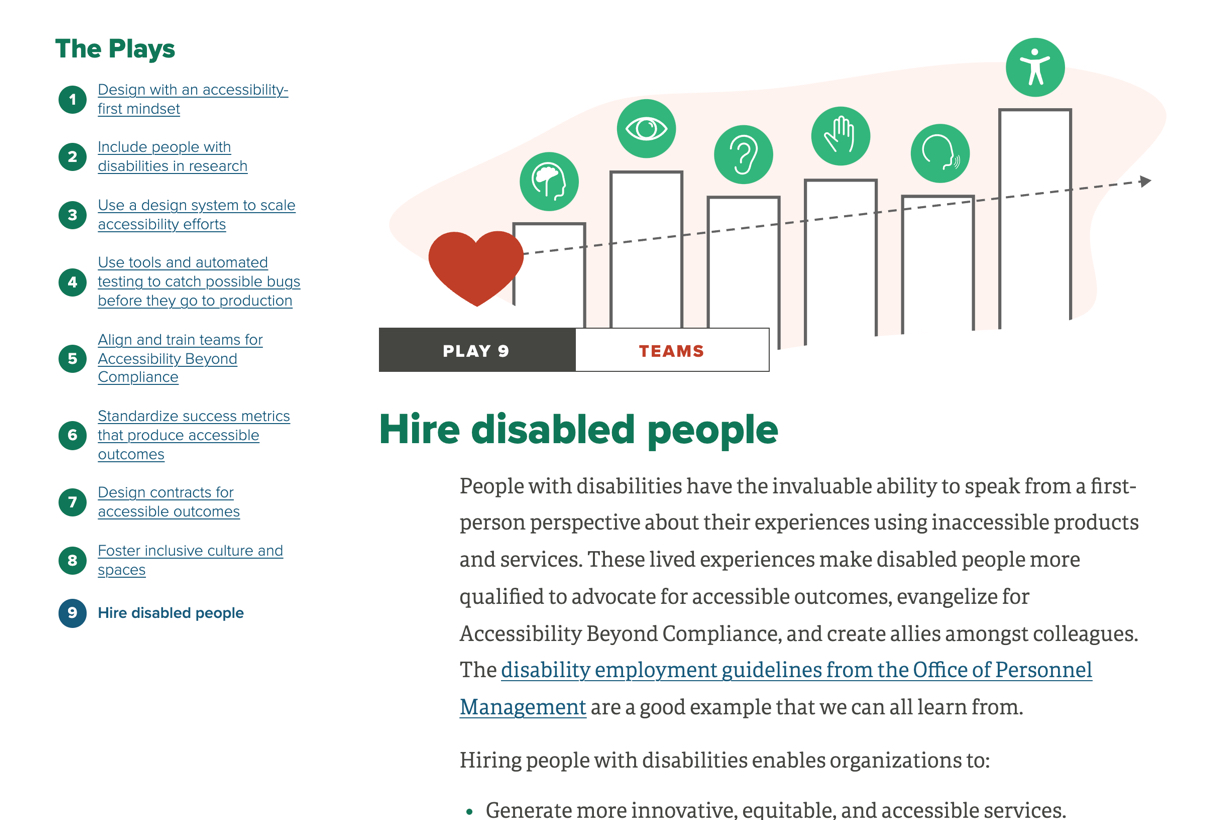 The Plays
1
Design with an accessibility-
first mindset
2
Include people with
disabilities in research
3
Use a design system to scale
accessibility efforts
4
Use tools and automated
testing to catch possible bugs
before they go to production
5
Align and train teams for
Accessibility Beyond
Compliance
6
Standardize success metrics
that produce accessible
outcomes
7
Design contracts for
accessible outcomes
8
Foster inclusive culture and
spaces
9
Hire disabled people
PLAY 9
TEAMS
Hire disabled people
People with disabilities have the invaluable ability to speak from a first-
person perspective about their experiences using inaccessible products
and services. These lived experiences make disabled people more
qualified to advocate for accessible outcomes, evangelize for
Accessibility Beyond Compliance, and create allies amongst colleagues.
The disability employment guidelines from the Office of Personnel
Management are a good example that we can all learn from.
Hiring people with disabilities enables organizations to:
• Generate more innovative, equitable, and accessible services.